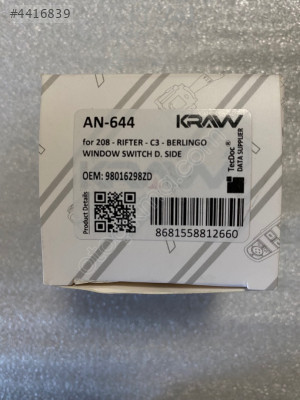 #4416839
AN-644
KRAW
for 208 - RIFTER - C3 - BERLINGO
WINDOW SWITCH D. SIDE
OEM: 98016298ZD
TecDoc®
DATA SUPPLIER
Product Details
8681558812660